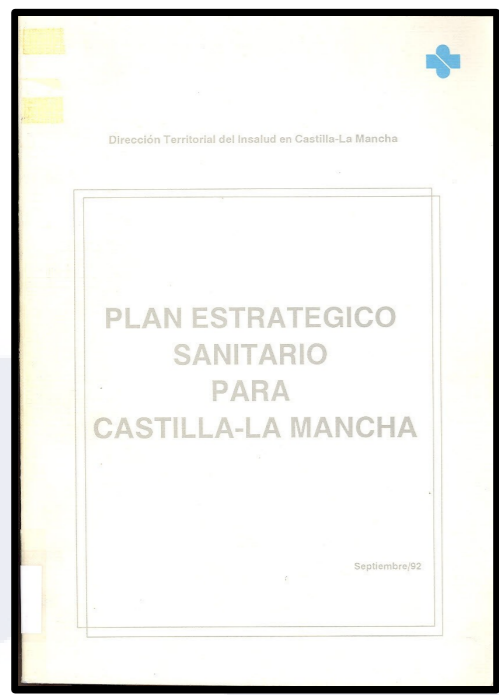 Dirección Territorial del Insalud en Castilla-La Mancha
PLAN ESTRATEGICO
SANITARIO
PARA
CASTILLA-LA MANCHA
Septiembre/92